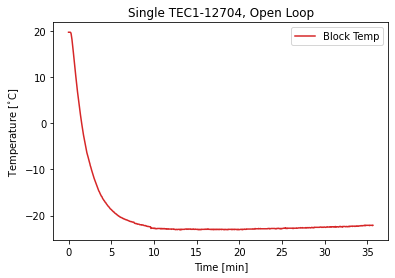 Single TEC1-12704, Open Loop
Block Temp
20
10
0
−10
−20
Temperature [˚C]
0 5 10 15 20 25 30 35
Time [min]